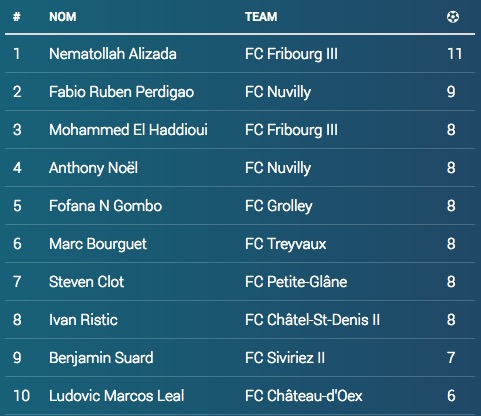 # NOM TEAM
1 Nematollah Alizada FC Fribourg III 11
2 Fabio Ruben Perdigao FC Nuvilly 9
3 Mohammed El Haddioui FC Fribourg III 8
4 Anthony Noël FC Nuvilly 8
5 Fofana N Gombo FC Grolley 8
6 Marc Bourguet FC Treyvaux 8
7 Steven Clot FC Petite-Glâne 8
8 Ivan Ristic FC Châtel-St-Denis II 8
9 Benjamin Suard FC Siviriez II 7
10 Ludovic Marcos Leal FC Château-d'Oex 6